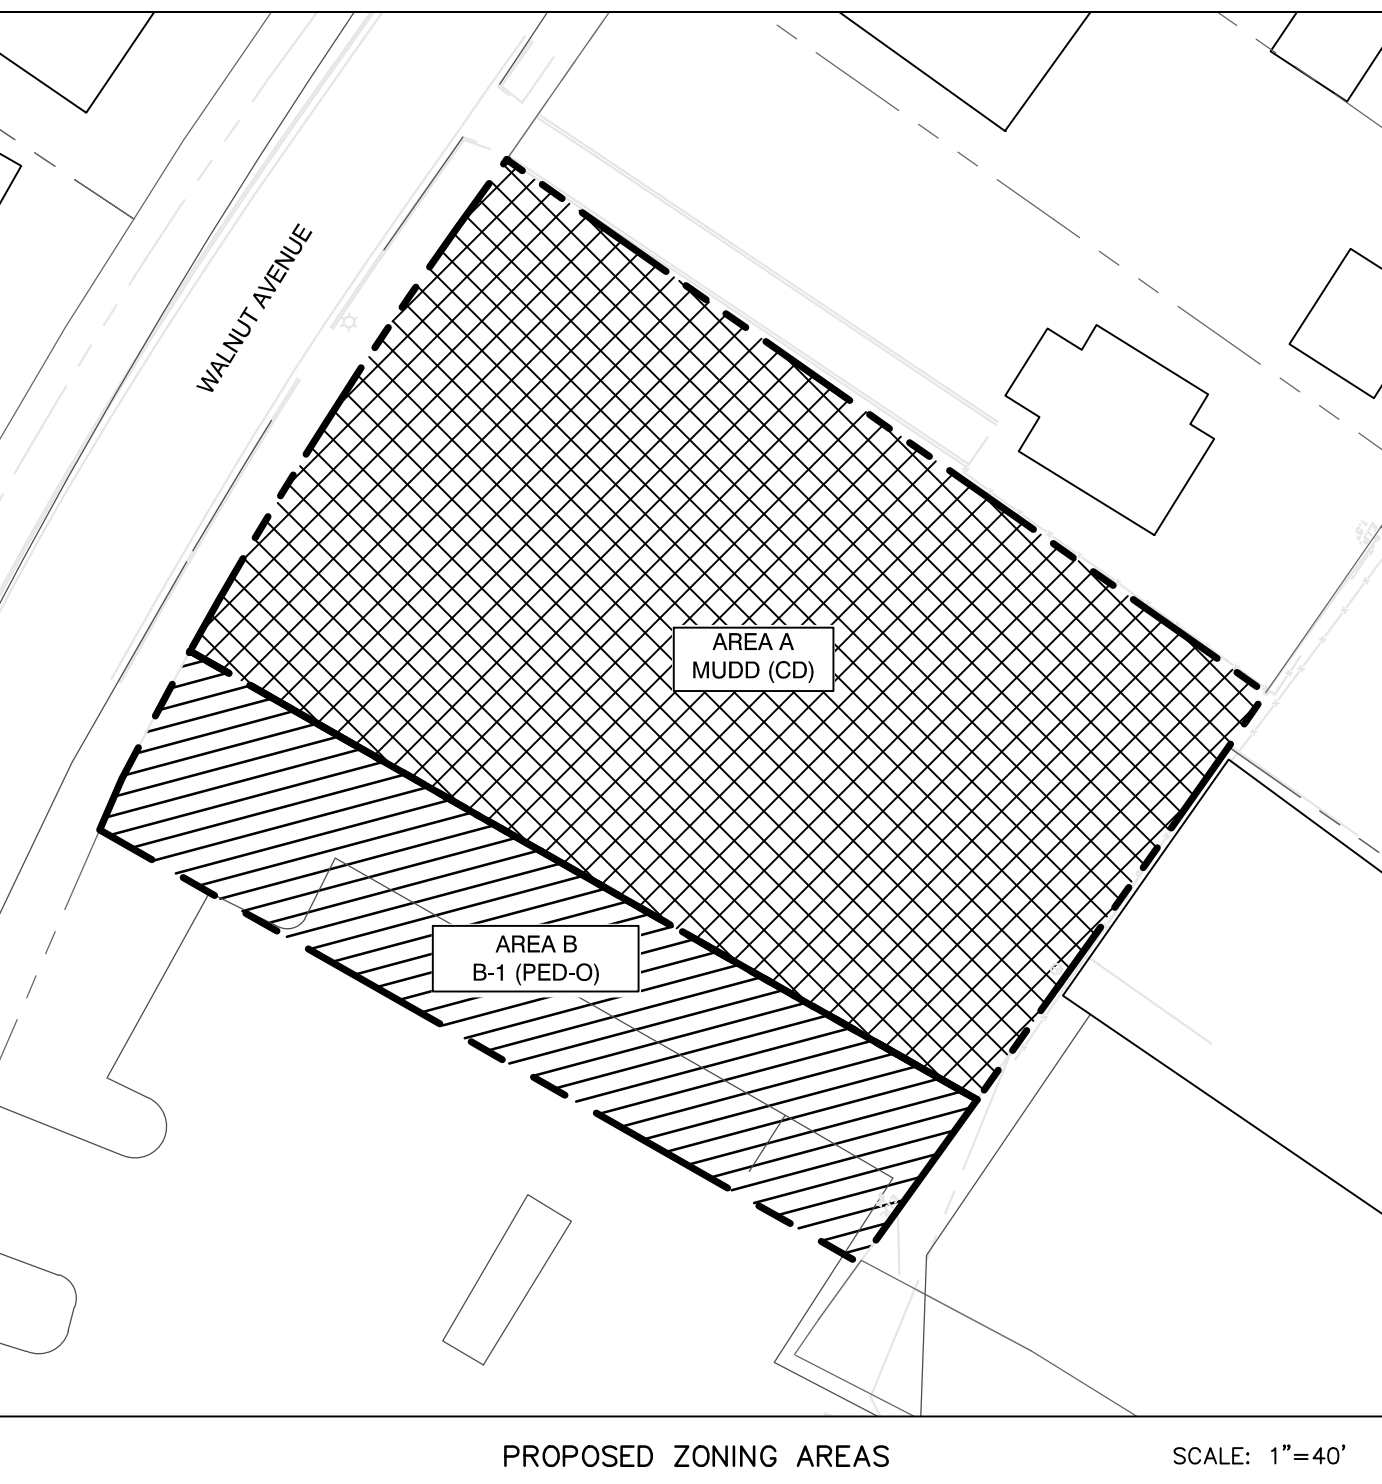 WALNUT AVENUE
AREA A
MUDD (CD)
AREA B
B-1 (PED-O)
PROPOSED ZONING AREAS
SCALE: 1"=40'